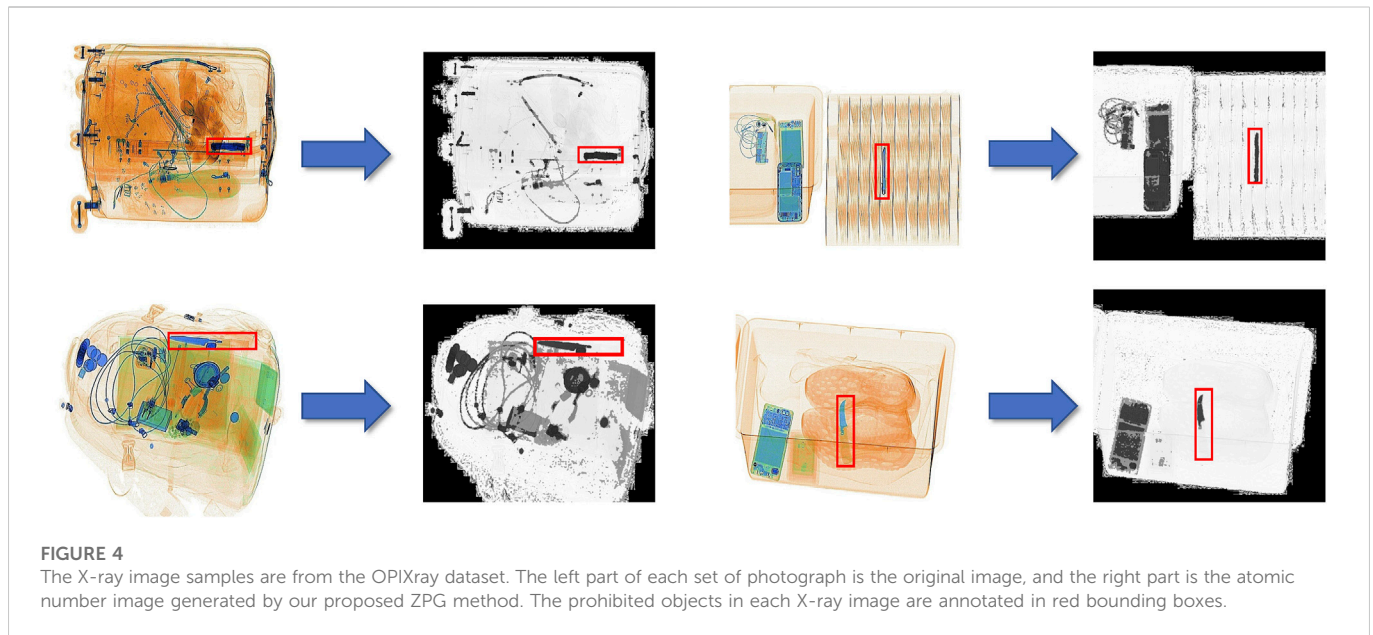 FIGURE 4
The X-ray image samples are from the OPIXray dataset. The left part of each set of photograph is the original image, and the right part is the atomic
number image generated by our proposed ZPG method. The prohibited objects in each X-ray image are annotated in red bounding boxes.